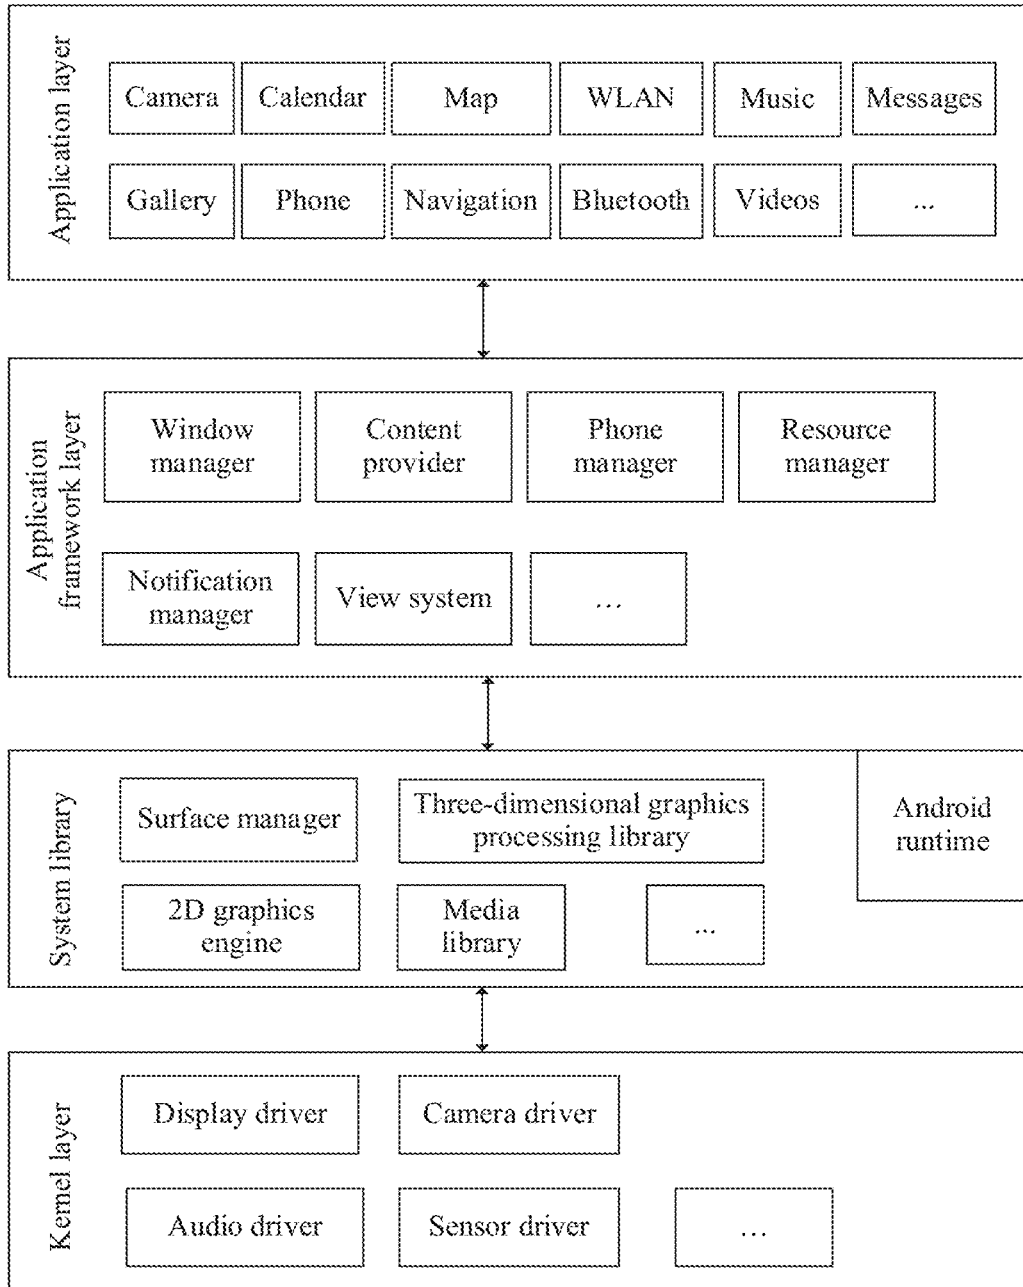 Application layer
Camera
Calendar
Map
WLAN
Music
Messages
Gallery
Phone
Navigation
Bluetooth
Videos
...
Application
framework layer
Window
manager
Content
provider
Phone
manager
Resource
manager
Notification
manager
View system
...
System library
Surface manager
Three-dimensional graphics
processing library
Android
runtime
2D graphics
engine
Media
library
...
Kernel layer
Display driver
Camera driver
Audio driver
Sensor driver
...